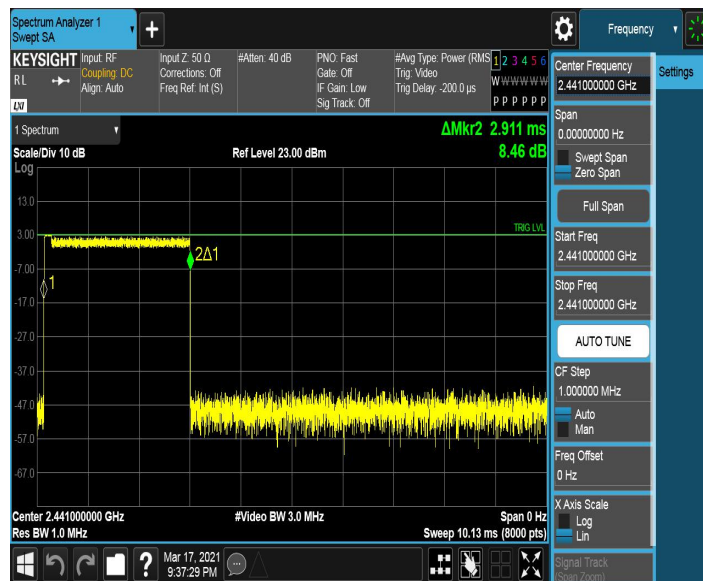 Spectrum Analyzer 1
Swept SA
+
KEYSIGHT
RL
LXI
Input: RF
Coupling: DC
Align: Auto
Input Z: 50 Ω
Corrections: Off
Freq Ref: Int (S)
#Atten: 40 dB
PNO: Fast
Gate: Off
IF Gain: Low
Sig Track: Off
#Avg Type: Power (RMS
Trig: Video
Trig Delay: -200.0 µs
1 2 3 4 5 6
W W W W W W
P P P P P P
1 Spectrum
Scale/Div 10 dB
Ref Level 23.00 dBm
ΔMkr2 2.911 ms
8.46 dB
Log
13.0
3.00
-7.00
-17.0
-27.0
-37.0
-47.0
-57.0
-67.0
TRIG LVL
2Δ1
1
Center 2.441000000 GHz
Res BW 1.0 MHz
#Video BW 3.0 MHz
Span 0 Hz
Sweep 10.13 ms (8000 pts)
Mar 17, 2021
9:37:29 PM
?
Frequency
Settings
Center Frequency
2.441000000 GHz
Span
0.00000000 Hz
Swept Span
Zero Span
Full Span
Start Freq
2.441000000 GHz
Stop Freq
2.441000000 GHz
AUTO TUNE
CF Step
1.000000 MHz
Auto
Man
Freq Offset
0 Hz
X Axis Scale
Log
Lin
Signal Track
(Span Zoom)